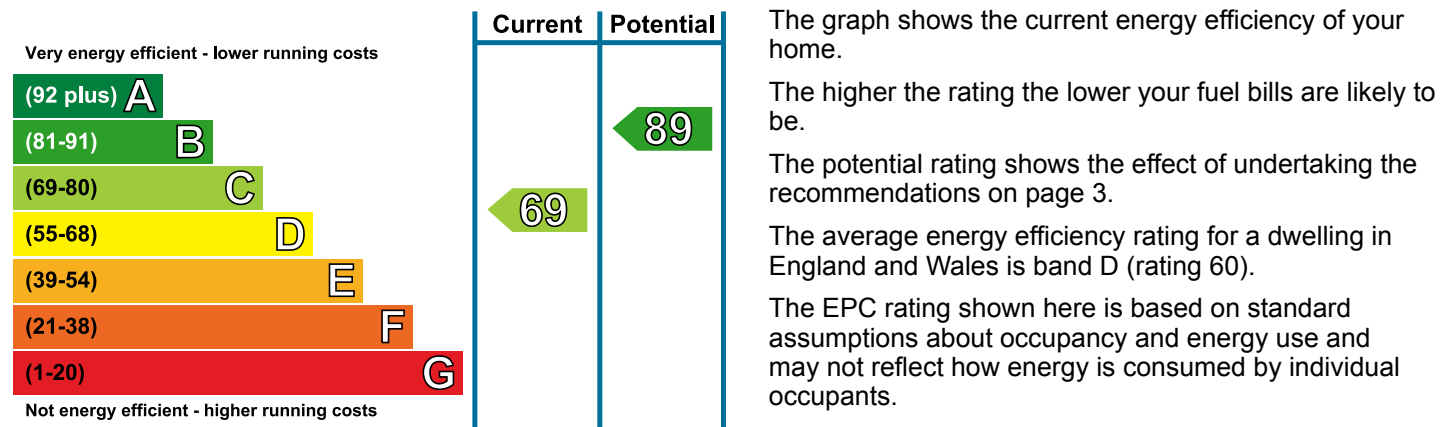 Current Potential
Very energy efficient - lower running costs
(92 plus) A
(81-91) B
89
(69-80) C
69
(55-68) D
(39-54) E
(21-38) F
(1-20) G
Not energy efficient - higher running costs
The graph shows the current energy efficiency of your
home.
The higher the rating the lower your fuel bills are likely to
be.
The potential rating shows the effect of undertaking the
recommendations on page 3.
The average energy efficiency rating for a dwelling in
England and Wales is band D (rating 60).
The EPC rating shown here is based on standard
assumptions about occupancy and energy use and
may not reflect how energy is consumed by individual
occupants.